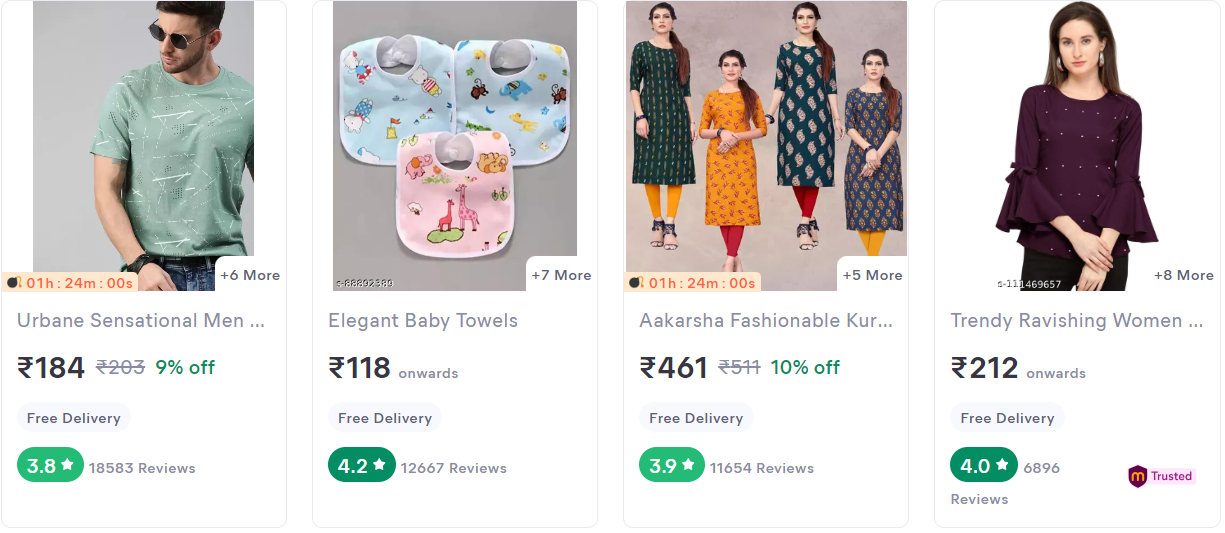 +6 More
01h : 24m : 00s
Urbane Sensational Men ...
₹184 ₹203 9% off
Free Delivery
3.8 ★ 18583 Reviews
s-88892389
+7 More
Elegant Baby Towels
₹118 onwards
Free Delivery
4.2 ★ 12667 Reviews
+5 More
01h : 24m : 00s
Aakarsha Fashionable Kur...
₹461 ₹511 10% off
Free Delivery
3.9 ★ 11654 Reviews
s-111469657
+8 More
Trendy Ravishing Women ...
₹212 onwards
Free Delivery
4.0 ★ 6896
Reviews
m Trusted